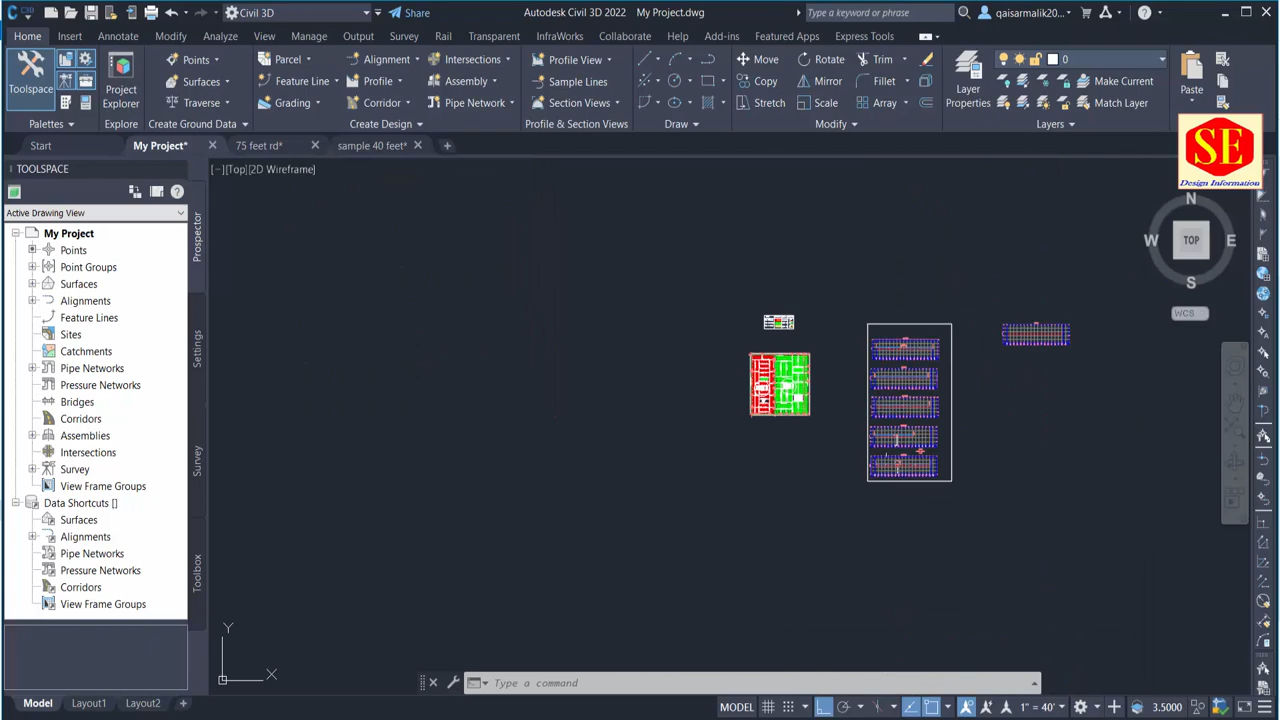 Civil 3D
Share
Autodesk Civil 3D 2022 My Project.dwg
Type a keyword or phrase
qaisarmalik20...
Home Insert Annotate Modify Analyze View Manage Output Survey Rail Transparent InfraWorks Collaborate Help Add-ins Featured Apps Express Tools
Toolspace
Project Explorer
Points
Surfaces
Traverse
Parcel
Feature Line
Grading
Alignment
Profile
Corridor
Intersections
Assembly
Pipe Network
Profile View
Sample Lines
Section Views
Move
Copy
Stretch
Rotate
Mirror
Scale
Trim
Fillet
Array
Layer Properties
0
Make Current
Match Layer
Paste
Palettes
Explore
Create Ground Data
Create Design
Profile & Section Views
Draw
Modify
Layers
Start
My Project*
75 feet rd*
sample 40 feet*
SE
Design Information
TOOLSPACE
[−][Top][2D Wireframe]
Active Drawing View
My Project
Points
Point Groups
Surfaces
Alignments
Feature Lines
Sites
Catchments
Pipe Networks
Pressure Networks
Bridges
Corridors
Assemblies
Intersections
Survey
View Frame Groups
Data Shortcuts []
Surfaces
Alignments
Pipe Networks
Pressure Networks
Corridors
View Frame Groups
Prospector
Settings
Survey
Toolbox
N
W TOP E
S
WCS
Y
X
Type a command
Model Layout1 Layout2
MODEL
1" = 40'
3.5000